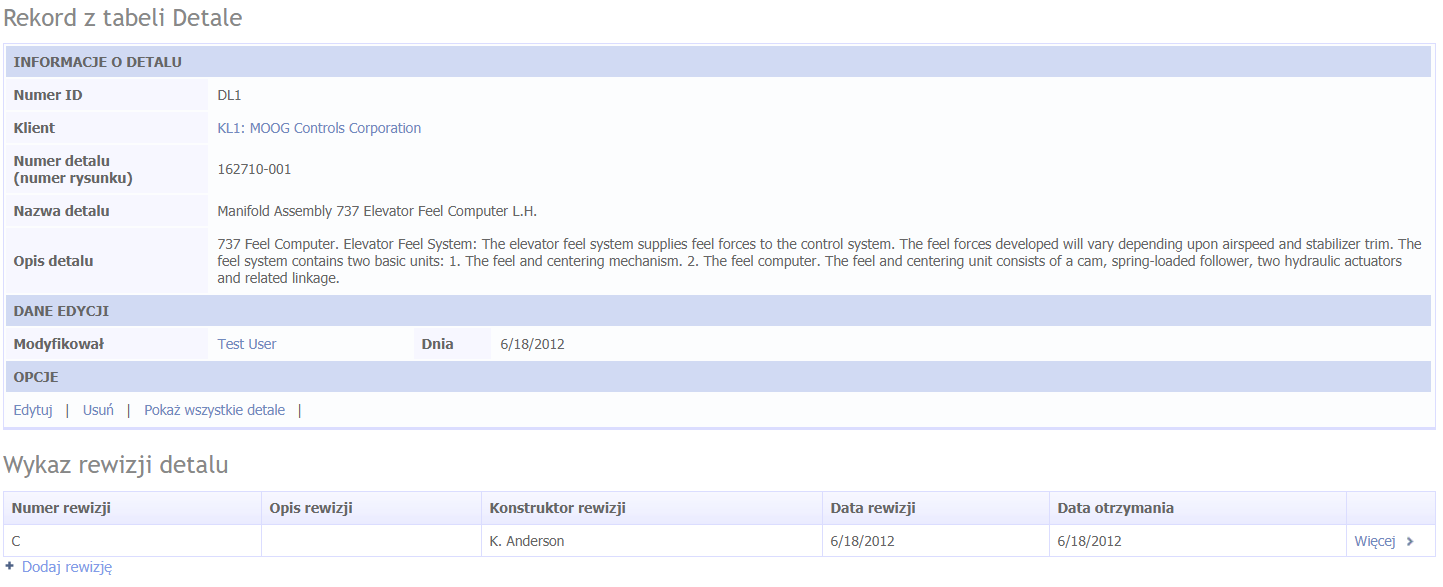 Rekord z tabeli Detale
INFORMACJE O DETALU
Numer ID DL1
Klient KL1: MOOG Controls Corporation
Numer detalu
(numer rysunku) 162710-001
Nazwa detalu Manifold Assembly 737 Elevator Feel Computer L.H.
Opis detalu 737 Feel Computer. Elevator Feel System: The elevator feel system supplies feel forces to the control system. The feel forces developed will vary depending upon airspeed and stabilizer trim. The
feel system contains two basic units: 1. The feel and centering mechanism. 2. The feel computer. The feel and centering unit consists of a cam, spring-loaded follower, two hydraulic actuators
and related linkage.
DANE EDYCJI
Modyfikował Test User Dnia 6/18/2012
OPCJE
Edytuj | Usuń | Pokaż wszystkie detale |
Wykaz rewizji detalu
Numer rewizji Opis rewizji Konstruktor rewizji Data rewizji Data otrzymania
C K. Anderson 6/18/2012 6/18/2012 Więcej
Dodaj rewizję